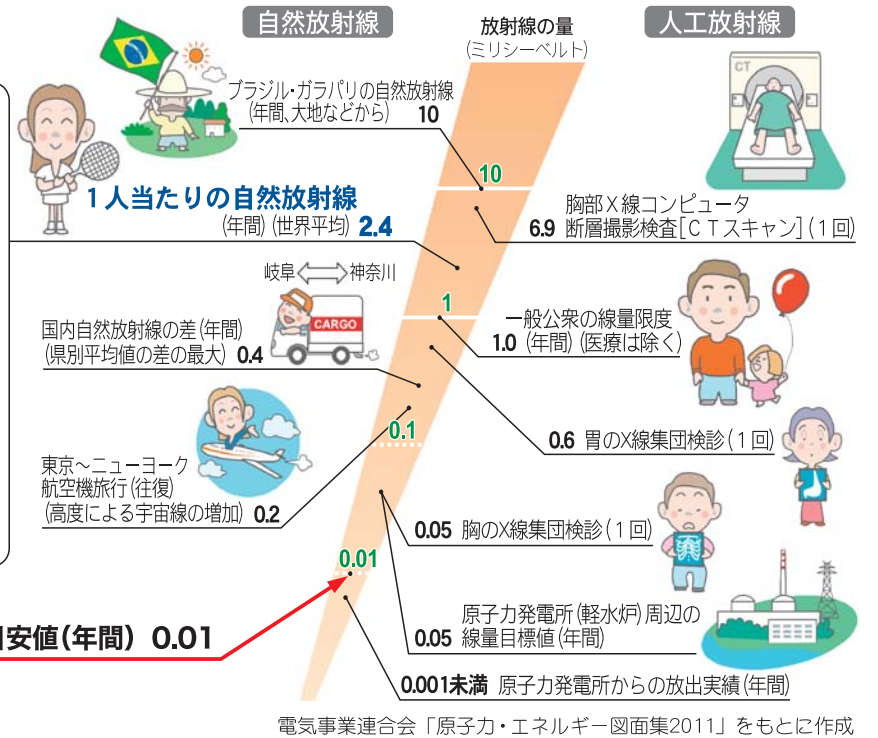 自然放射線
放射線の量
(ミリシーベルト)
人工放射線
ブラジル・ガラパリの自然放射線
(年間、大地などから) 10
CT
10
1人当たりの自然放射線
(年間)(世界平均) 2.4
胸部X線コンピュータ
6.9 断層撮影検査[CTスキャン](1回)
岐阜 神奈川
CARGO
1
国内自然放射線の差(年間)
(県別平均値の差の最大) 0.4
一般公衆の線量限度
1.0 (年間)(医療は除く)
0.1
0.6 胃のX線集団検診(1回)
東京~ニューヨーク
航空機旅行(往復)
(高度による宇宙線の増加) 0.2
0.05 胸のX線集団検診(1回)
0.01
安値(年間) 0.01
原子力発電所(軽水炉)周辺の
0.05 線量目標値(年間)
0.001未満 原子力発電所からの放出実績(年間)
電気事業連合会「原子力・エネルギー図面集2011」をもとに作成